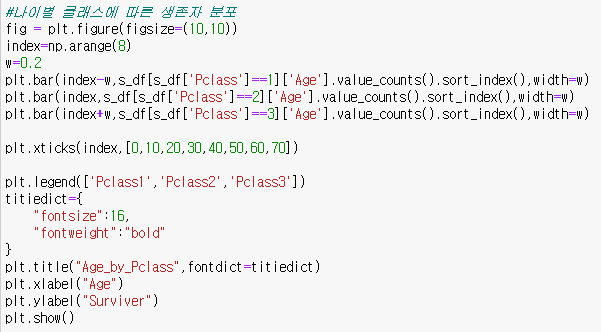 #나이별 클래스에 따른 생존자 분포
fig = plt.figure(figsize=(10,10))
index=np.arange(8)
w=0.2
plt.bar(index-w,s_df[s_df['Pclass']==1]['Age'].value_counts().sort_index(),width=w)
plt.bar(index,s_df[s_df['Pclass']==2]['Age'].value_counts().sort_index(),width=w)
plt.bar(index+w,s_df[s_df['Pclass']==3]['Age'].value_counts().sort_index(),width=w)
plt.xticks(index,[0,10,20,30,40,50,60,70])
plt.legend(['Pclass1','Pclass2','Pclass3'])
titiedict={
"fontsize":16,
"fontweight":"bold"
}
plt.title("Age_by_Pclass",fontdict=titiedict)
plt.xlabel("Age")
plt.ylabel("Surviver")
plt.show()